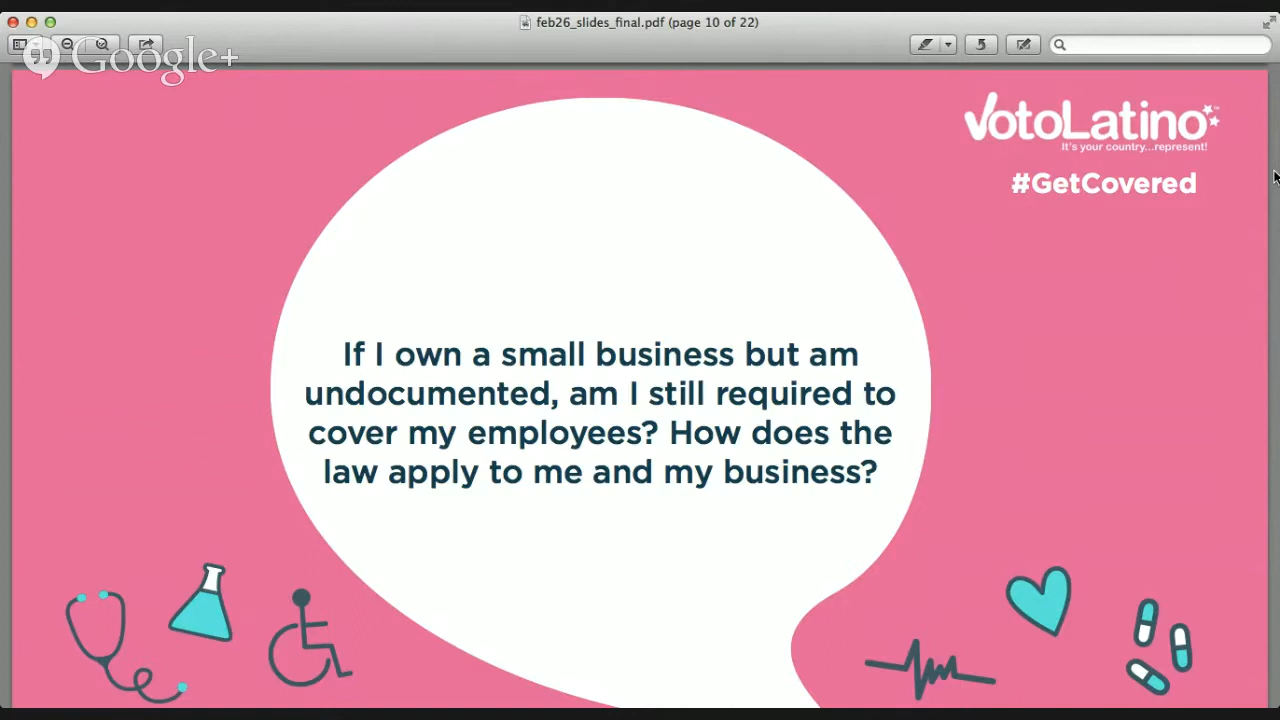 feb26_slides_final.pdf (page 10 of 22)
Google+
VotoLatino
It's your country...represent!
#GetCovered
If I own a small business but am
undocumented, am I still required to
cover my employees? How does the
law apply to me and my business?